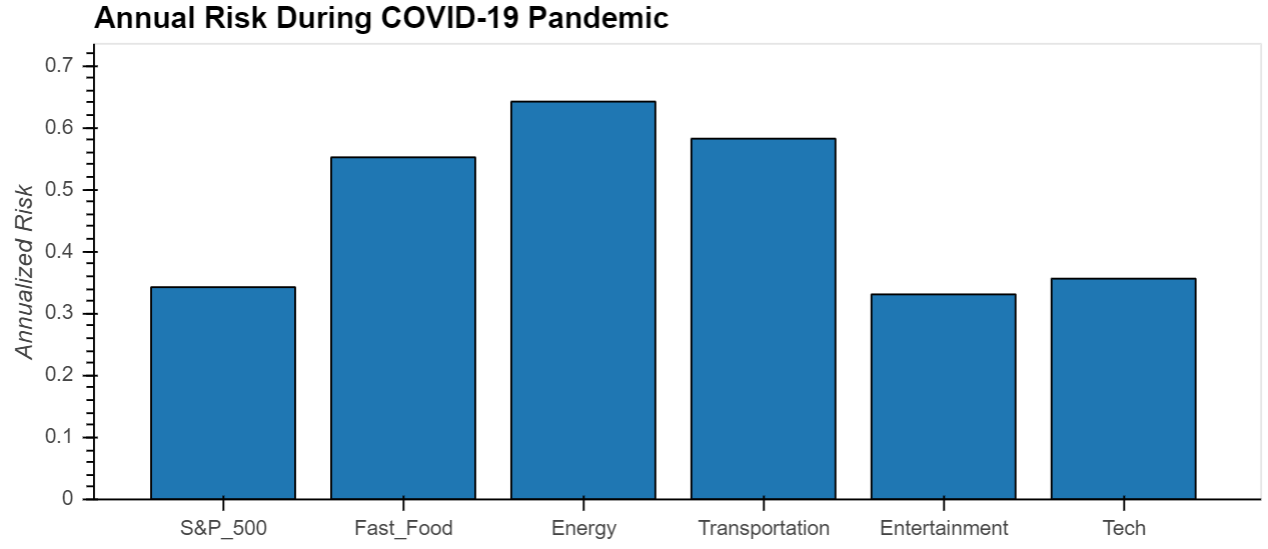 Annual Risk During COVID-19 Pandemic
Annualized Risk
0.7
0.6
0.5
0.4
0.3
0.2
0.1
0
S&P_500 Fast_Food Energy Transportation Entertainment Tech